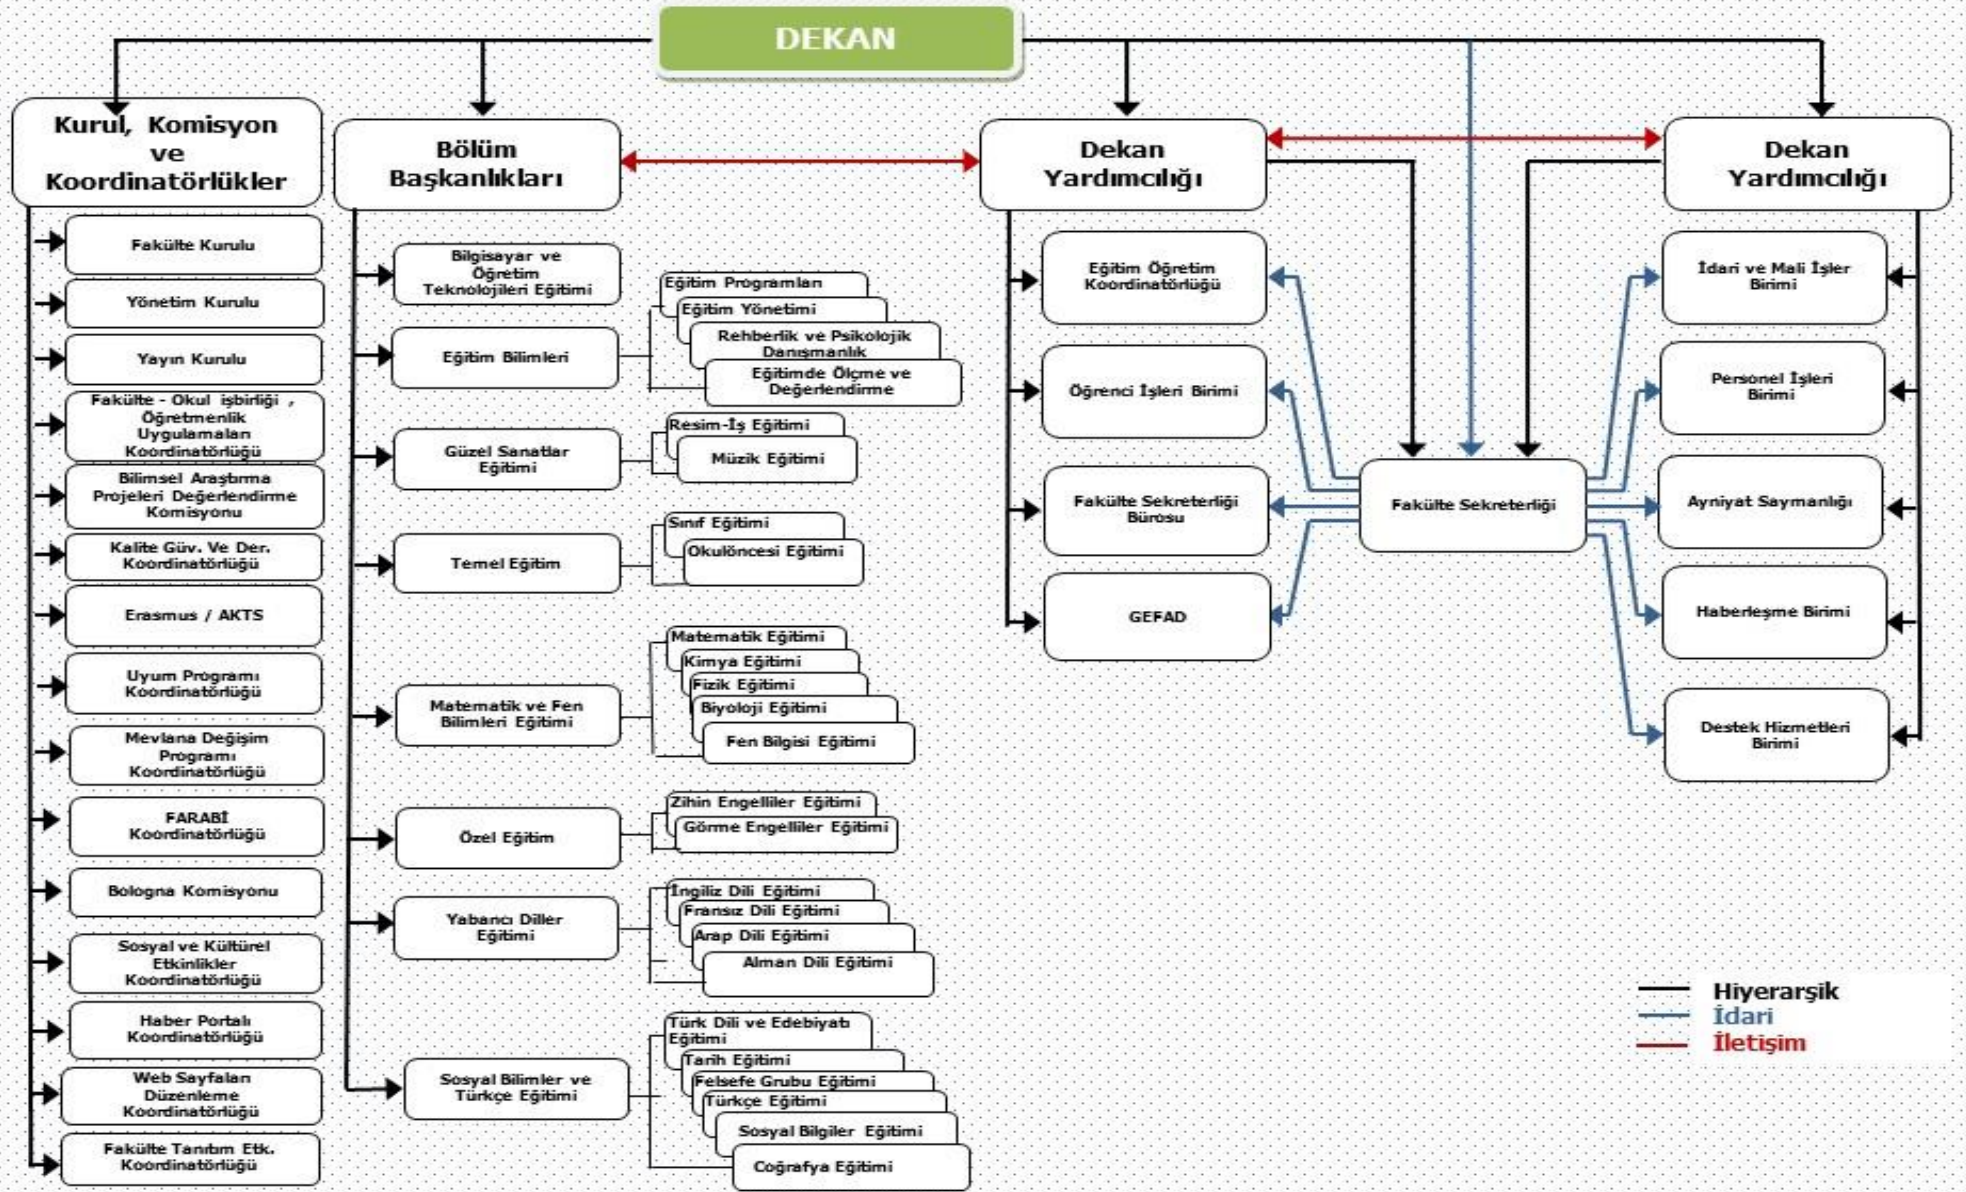 DEKAN
Kurul, Komisyon
ve
Koordinatörlükler
Fakülte Kurulu
Yönetim Kurulu
Yayın Kurulu
Fakülte - Okul işbirliği ,
Öğretmenlik
Uygulamaları
Koordinatörlüğü
Bilimsel Araştırma
Projeleri Değerlendirme
Komisyonu
Kalite Güv. Ve Der.
Koordinatörlüğü
Erasmus / AKTS
Uyum Programı
Koordinatörlüğü
Mevlana Değişim
Programı
Koordinatörlüğü
FARABİ
Koordinatörlüğü
Bologna Komisyonu
Sosyal ve Kültürel
Etkinlikler
Koordinatörlüğü
Haber Portalı
Koordinatörlüğü
Web Sayfaları
Düzenleme
Koordinatörlüğü
Fakülte Tanıtım Etk.
Koordinatörlüğü
Bölüm
Başkanlıkları
Bilgisayar ve
Öğretim
Teknolojileri Eğitimi
Eğitim Bilimleri
Eğitim Programları
Eğitim Yönetimi
Rehberlik ve Psikolojik
Danışmanlık
Eğitimde Ölçme ve
Değerlendirme
Güzel Sanatlar
Eğitimi
Resim-İş Eğitimi
Müzik Eğitimi
Temel Eğitim
Sınıf Eğitimi
Okulöncesi Eğitimi
Matematik ve Fen
Bilimleri Eğitimi
Matematik Eğitimi
Kimya Eğitimi
Fizik Eğitimi
Biyoloji Eğitimi
Fen Bilgisi Eğitimi
Özel Eğitim
Zihin Engelliler Eğitimi
Görme Engelliler Eğitimi
Yabancı Diller
Eğitimi
İngiliz Dili Eğitimi
Fransız Dili Eğitimi
Arap Dili Eğitimi
Alman Dili Eğitimi
Sosyal Bilimler ve
Türkçe Eğitimi
Türk Dili ve Edebiyatı
Eğitimi
Tarih Eğitimi
Felsefe Grubu Eğitimi
Türkçe Eğitimi
Sosyal Bilgiler Eğitimi
Coğrafya Eğitimi
Dekan
Yardımcılığı
Eğitim Öğretim
Koordinatörlüğü
Öğrenci İşleri Birimi
Fakülte Sekreterliği
Bürosu
GEFAD
Fakülte Sekreterliği
Dekan
Yardımcılığı
İdari ve Mali İşler
Birimi
Personel İşleri
Birimi
Ayniyat Saymanlığı
Haberleşme Birimi
Destek Hizmetleri
Birimi
Hiyerarşik
İdari
İletişim